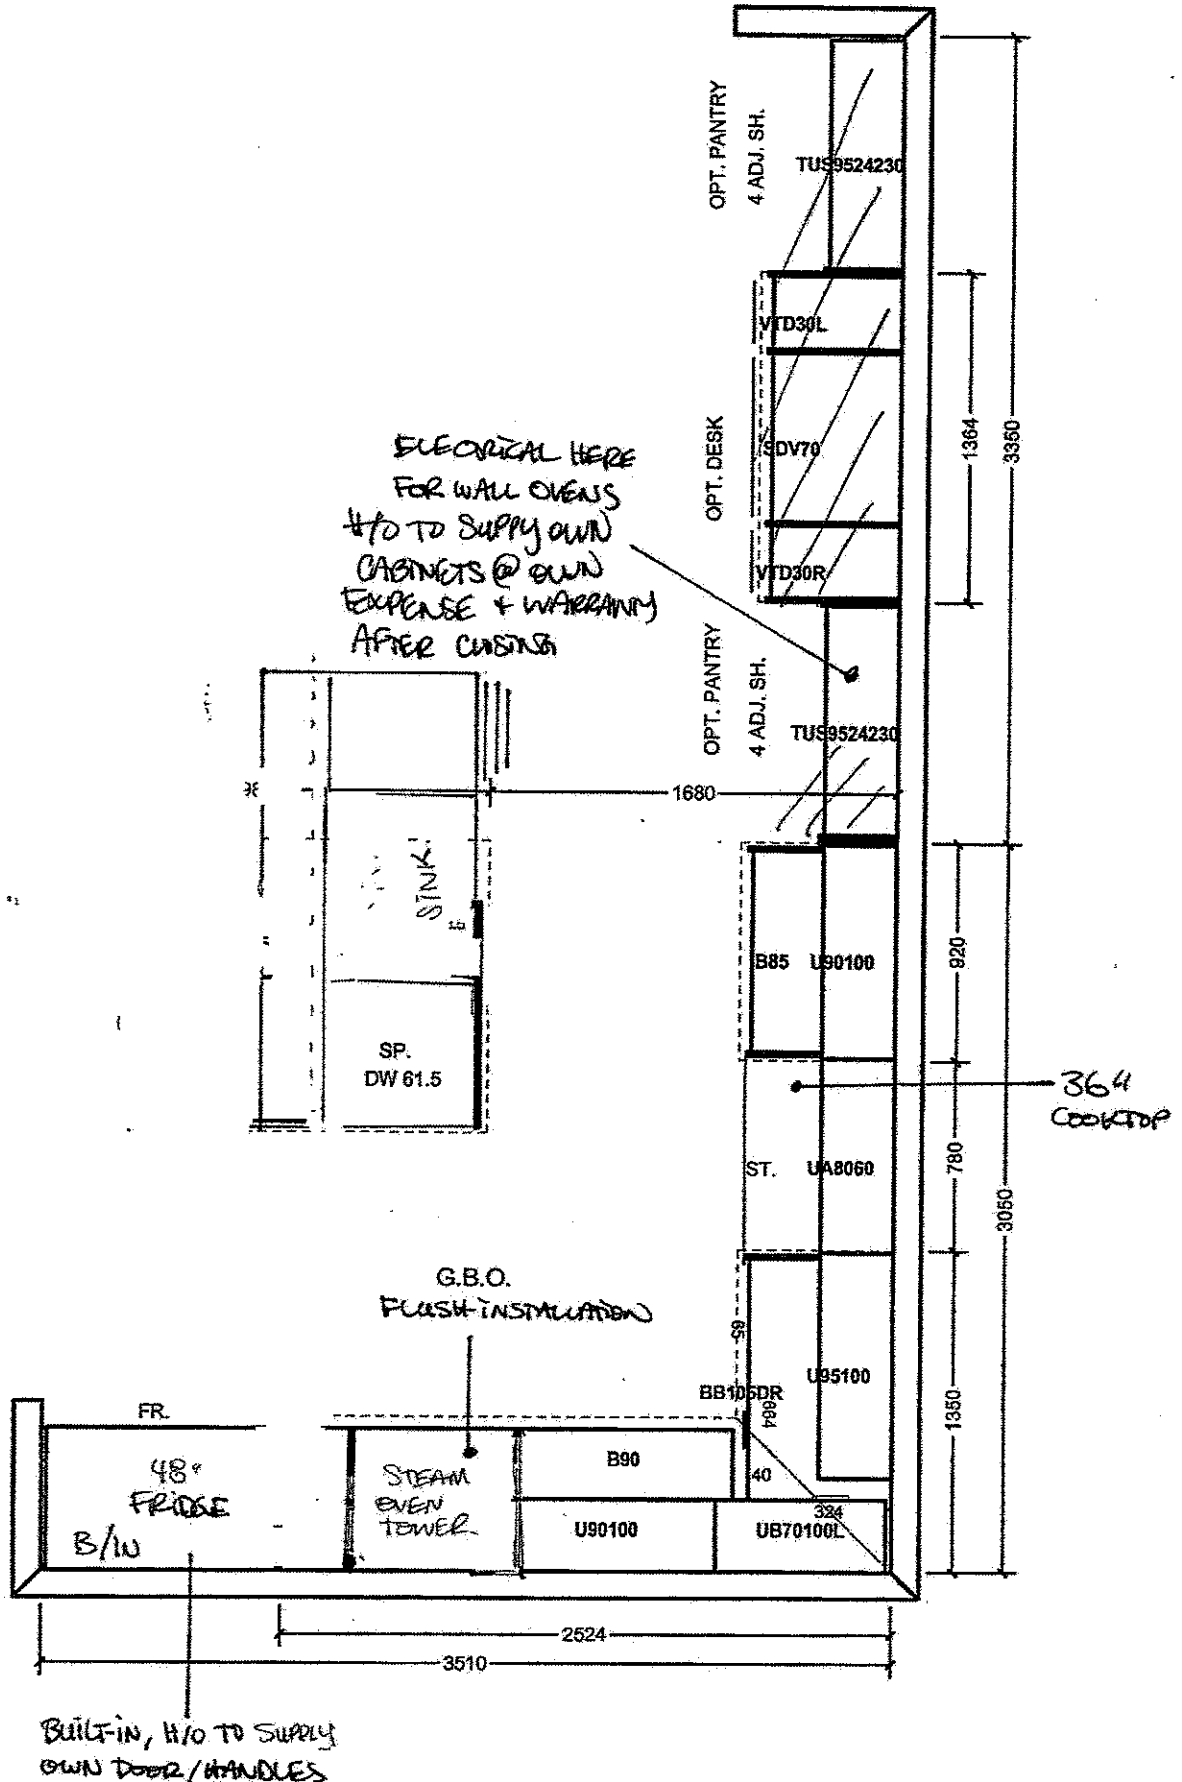 OPT. PANTRY
4 ADJ. SH.
TUS9524230
VTD30L
OPT. DESK
SDV70
1364
3350
VTD30R
ELECRICAL HERE
FOR WALL OVENS
H/O TO SUPPLY OWN
CABINETS @ OWN
EXPENSE + WARRANTY
AFTER CLOSING
OPT. PANTRY
4 ADJ. SH.
TUS9524230
1680
SINK
B85
U90100
920
SP.
DW 61.5
36"
COOKTOP
ST.
UA8060
780
3050
G.B.O.
FLUSH INSTALLATION
65
U95100
BB105DR
664
1350
FR.
48"
FRIDGE
B/IN
STEAM
OVEN
TOWER
B90
40
U90100
324
UB70100L
2524
3510
BUILT-IN, H/O TO SUPPLY
OWN DOOR/HANDLES